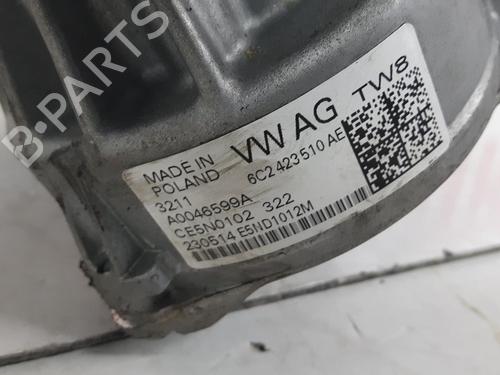 B-PARTS
VW AG TW8
6C2 423 510 AE
MADE IN
POLAND
3211
A0046599A
CE5N0102 322
230514 E5ND1012M